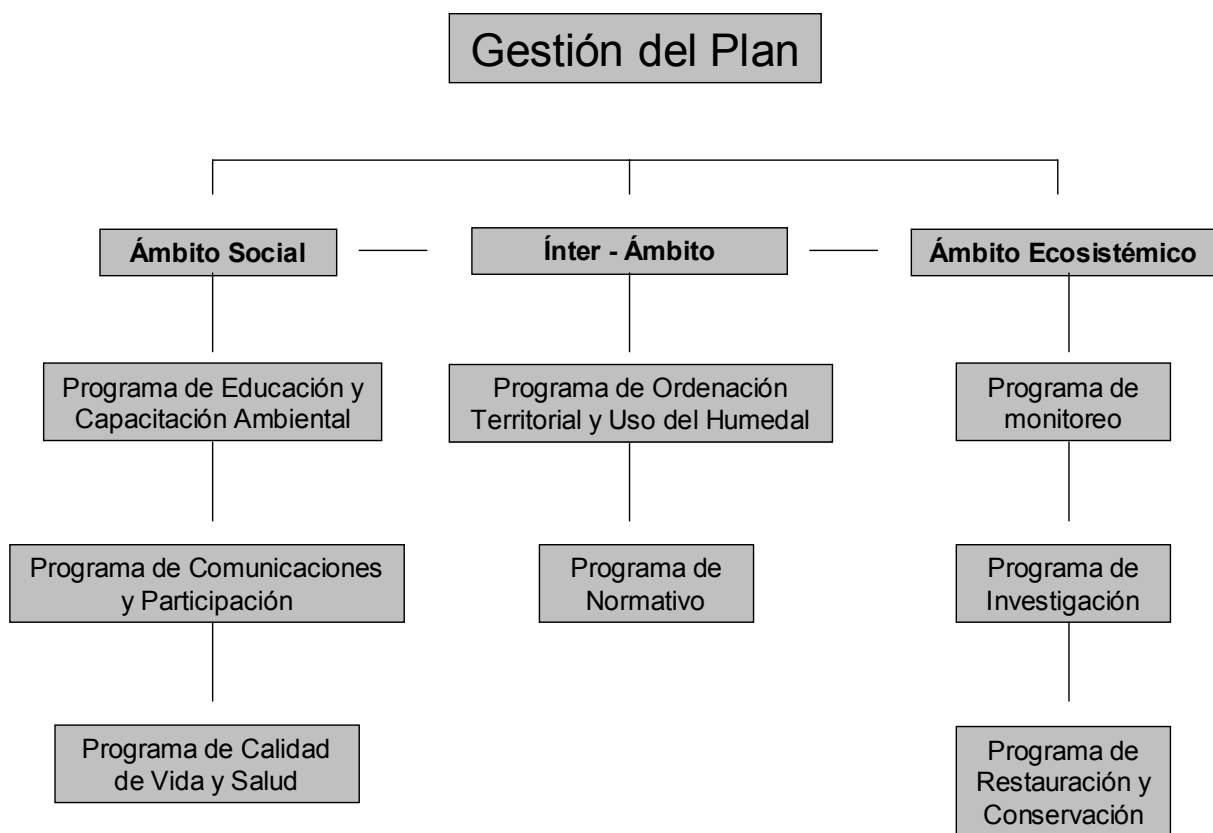 Gestión del Plan
Ámbito Social
Ínter - Ámbito
Ámbito Ecosistémico
Programa de Educación y
Capacitación Ambiental
Programa de Ordenación
Territorial y Uso del Humedal
Programa de
monitoreo
Programa de Comunicaciones
y Participación
Programa de
Normativo
Programa de
Investigación
Programa de Calidad
de Vida y Salud
Programa de
Restauración y
Conservación